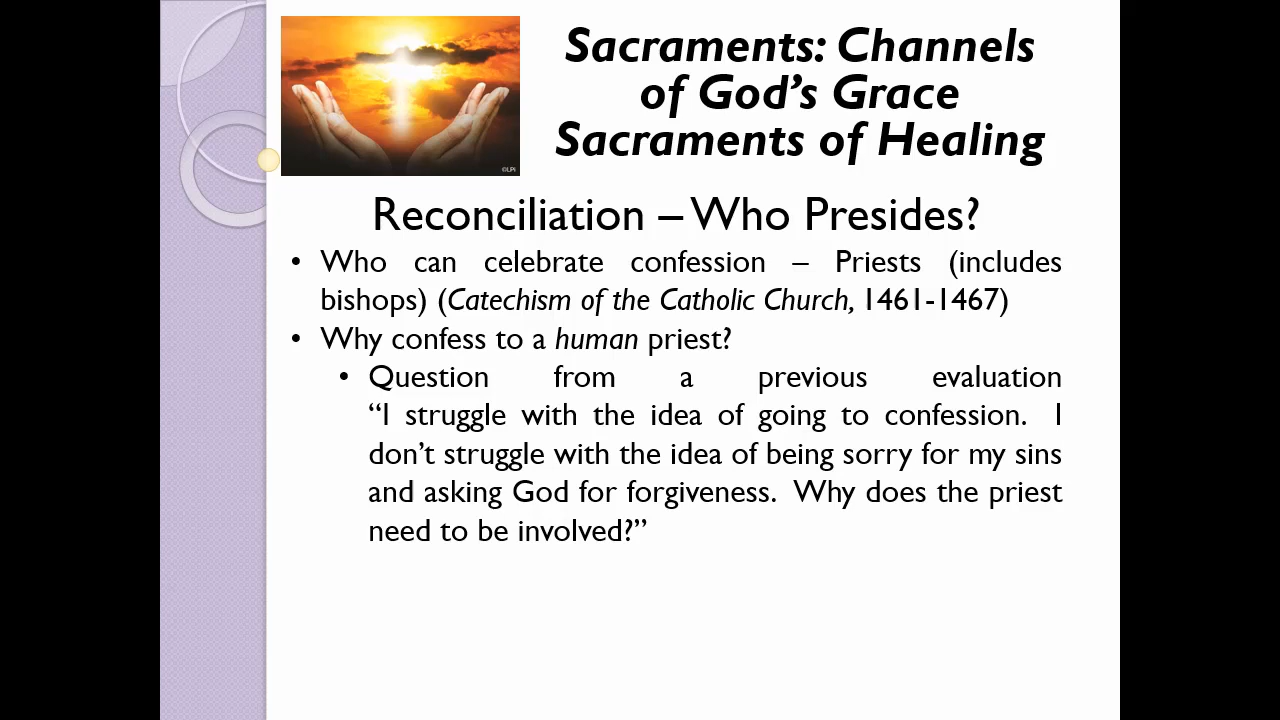 Sacraments: Channels
of God's Grace
Sacraments of Healing
©LPi
Reconciliation – Who Presides?
• Who can celebrate confession – Priests (includes
bishops) (Catechism of the Catholic Church, 1461-1467)
• Why confess to a human priest?
• Question from a previous evaluation
“I struggle with the idea of going to confession.  I
don’t struggle with the idea of being sorry for my sins
and asking God for forgiveness.  Why does the priest
need to be involved?”